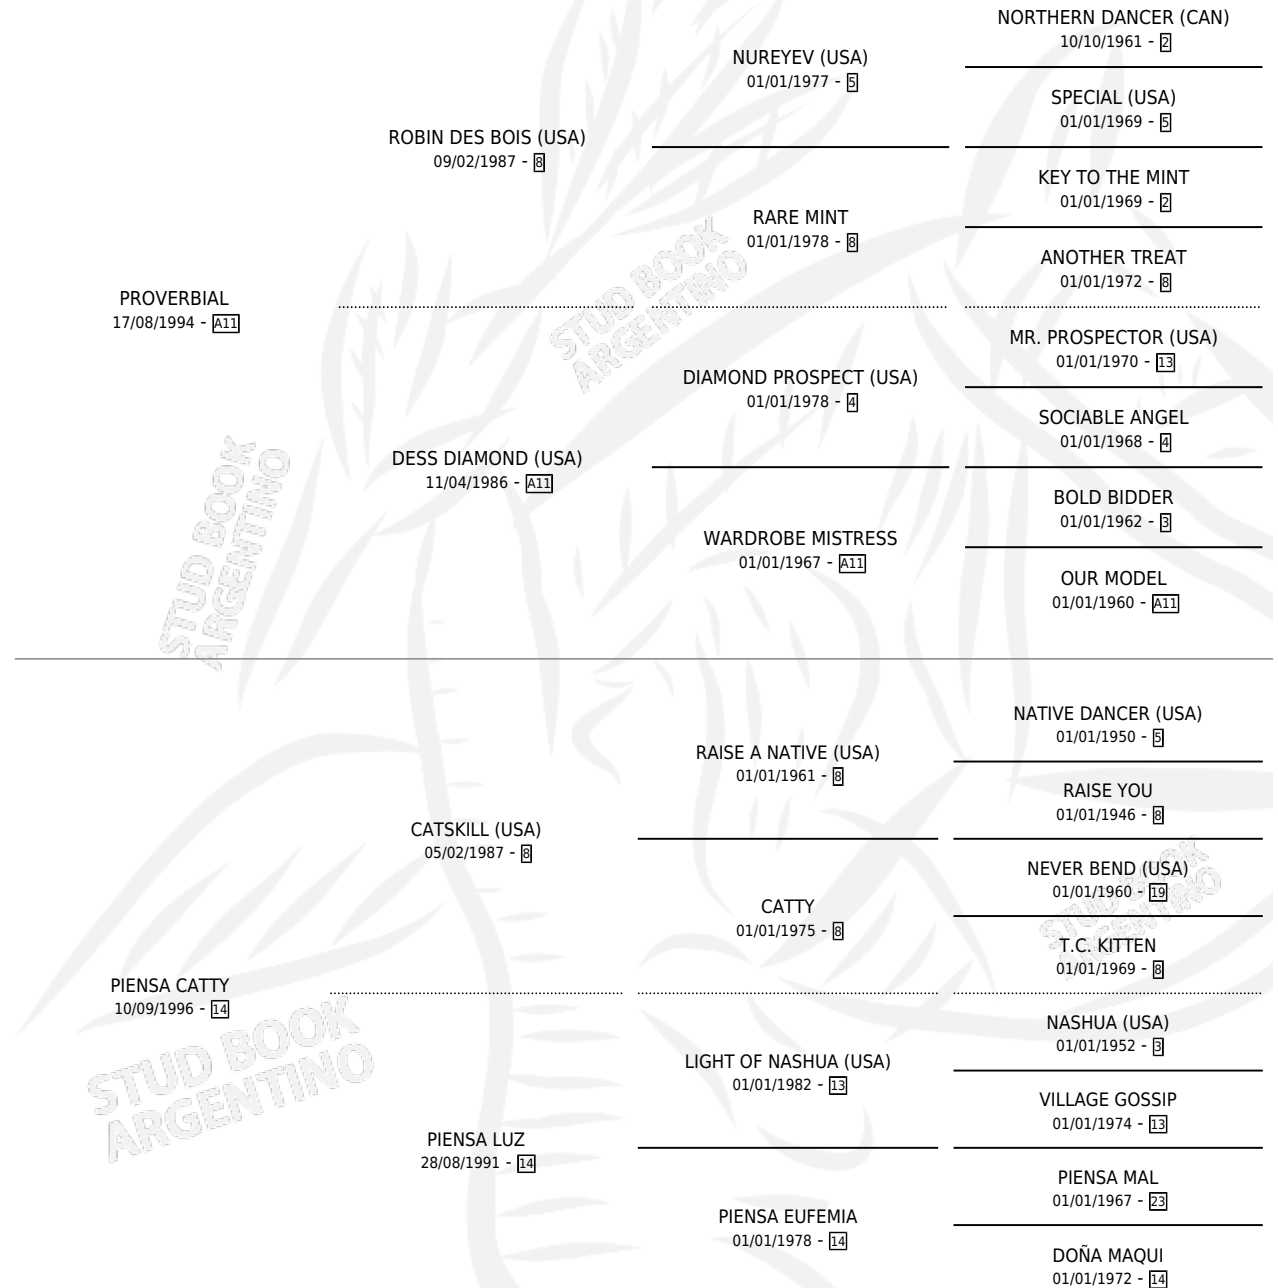 NORTHERN DANCER (CAN)
10/10/1961 - 2
NUREYEV (USA)
01/01/1977 - 5
SPECIAL (USA)
01/01/1969 - 5
ROBIN DES BOIS (USA)
09/02/1987 - 8
KEY TO THE MINT
01/01/1969 - 2
RARE MINT
01/01/1978 - 8
ANOTHER TREAT
01/01/1972 - 8
PROVERBIAL
17/08/1994 - A11
STUD BOOK
ARGENTINO
MR. PROSPECTOR (USA)
01/01/1970 - 13
DIAMOND PROSPECT (USA)
01/01/1978 - 4
SOCIABLE ANGEL
01/01/1968 - 4
DESS DIAMOND (USA)
11/04/1986 - A11
BOLD BIDDER
01/01/1962 - 3
WARDROBE MISTRESS
01/01/1967 - A11
OUR MODEL
01/01/1960 - A11
STUD BOOK
ARGENTINO
NATIVE DANCER (USA)
01/01/1950 - 5
RAISE A NATIVE (USA)
01/01/1961 - 8
RAISE YOU
01/01/1946 - 8
CATSKILL (USA)
05/02/1987 - 8
NEVER BEND (USA)
01/01/1960 - 19
CATTY
01/01/1975 - 8
T.C. KITTEN
01/01/1969 - 8
STUD BOOK
ARGENTINO
PIENSA CATTY
10/09/1996 - 14
NASHUA (USA)
01/01/1952 - 3
LIGHT OF NASHUA (USA)
01/01/1982 - 13
VILLAGE GOSSIP
01/01/1974 - 13
STUD BOOK
ARGENTINO
PIENSA LUZ
28/08/1991 - 14
PIENSA MAL
01/01/1967 - 23
PIENSA EUFEMIA
01/01/1978 - 14
DOÑA MAQUI
01/01/1972 - 14